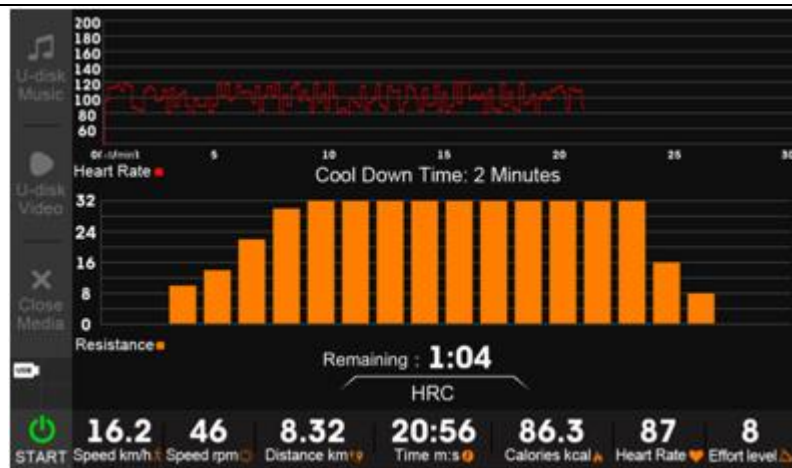 200
180
160
140
120
100
80
60
5 10 15 20 25 30
U-disk
Music
Heart Rate
Cool Down Time: 2 Minutes
U-disk
Video
32
24
16
8
0
Close
Media
Resistance
Remaining : 1:04
HRC
START
16.2 46 8.32 20:56 86.3 87 8
Speed km/h Speed rpm Distance km Time m:s Calories kcal Heart Rate Effort level